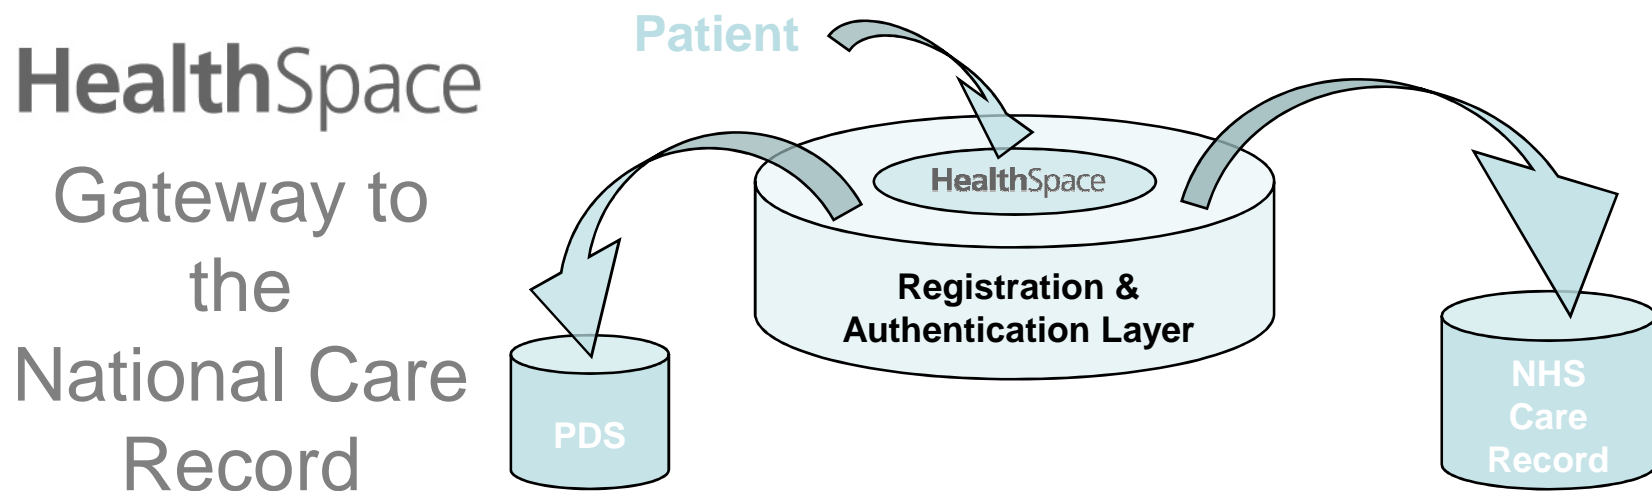 HealthSpace
Gateway to
the
National Care
Record
Patient
HealthSpace
Registration &
Authentication Layer
PDS
NHS
Care
Record